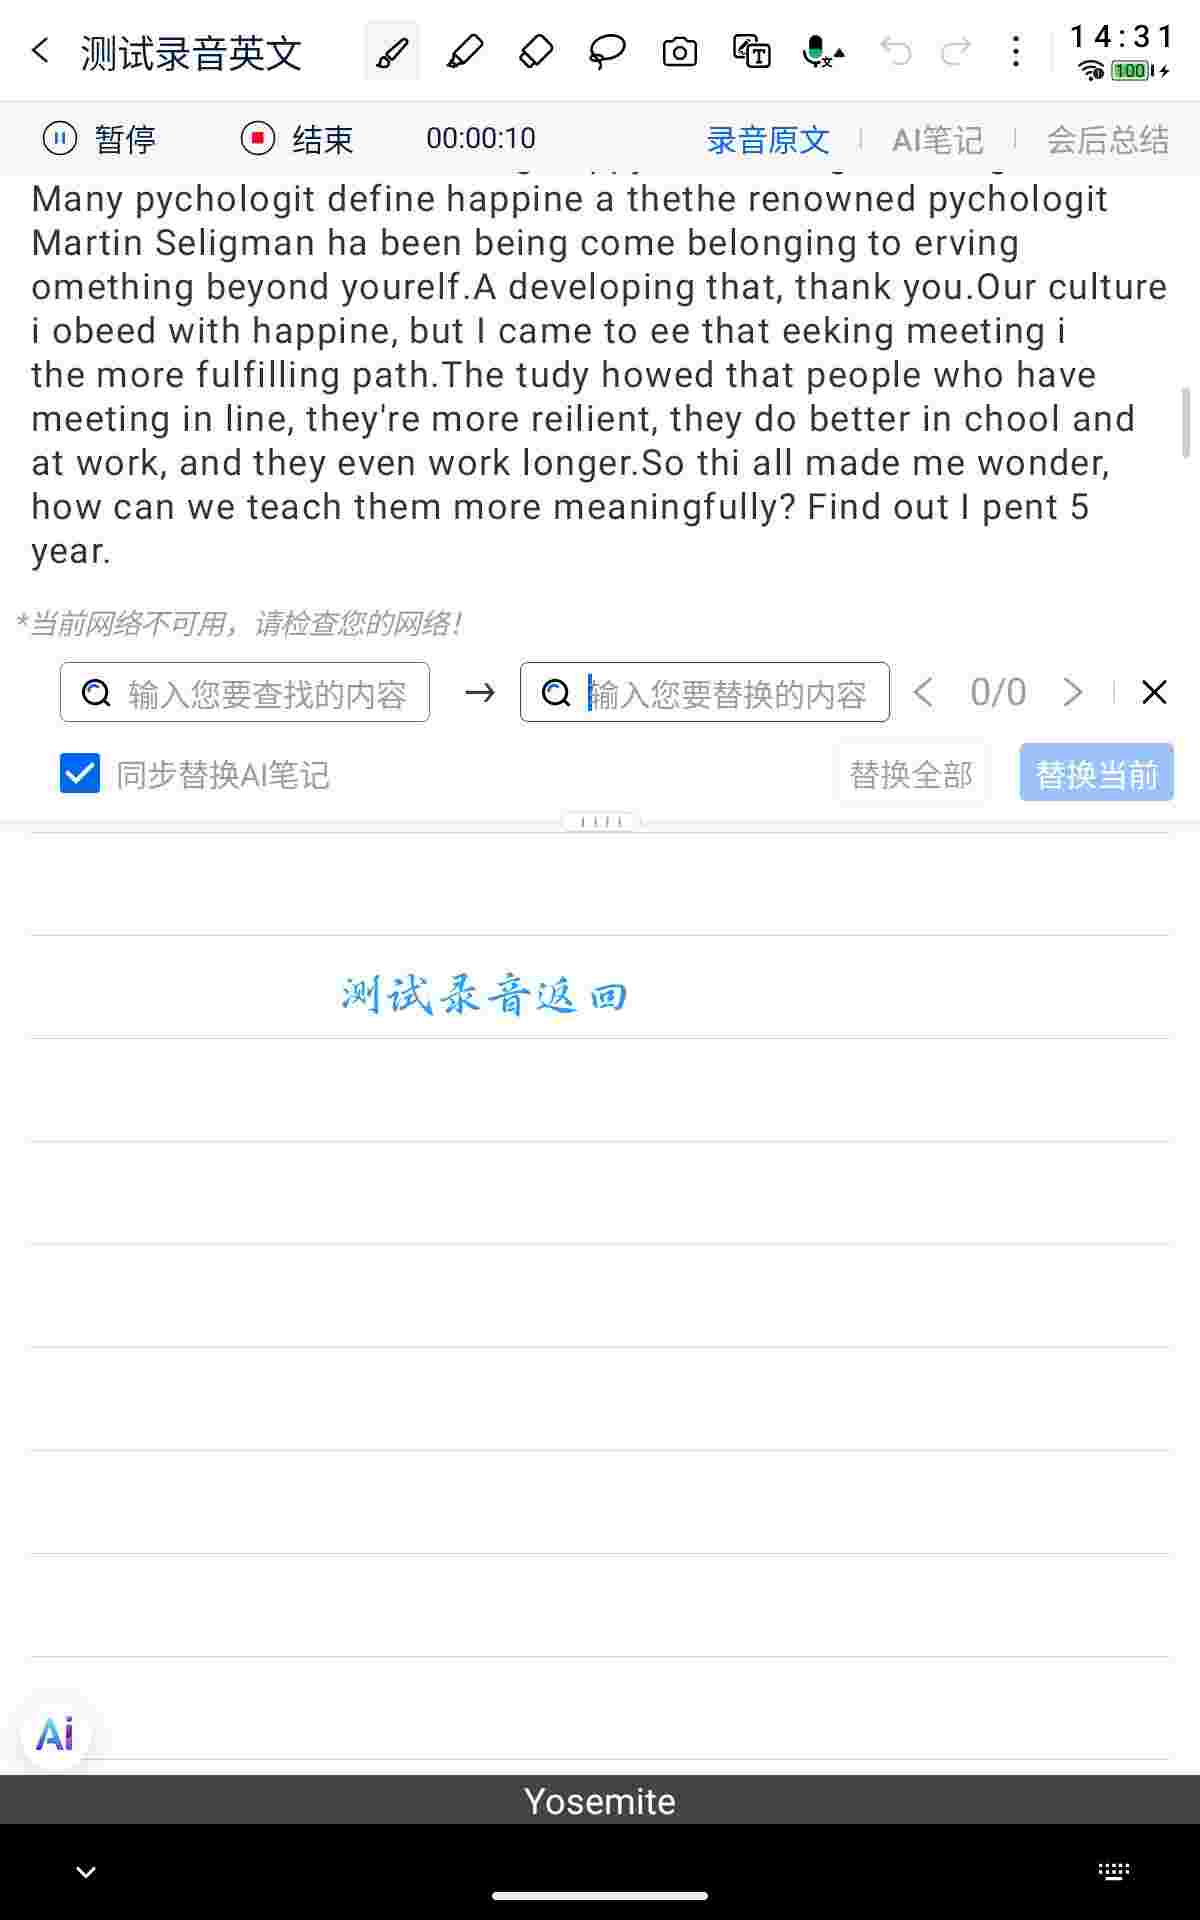 测试录音英文
14:31
100
暂停 结束 00:00:10 录音原文 AI笔记 会后总结
Many pychologit define happine a thethe renowned pychologit
Martin Seligman ha been being come belonging to erving
omething beyond yourelf.A developing that, thank you.Our culture
i obeed with happine, but I came to ee that eeking meeting i
the more fulfilling path.The tudy howed that people who have
meeting in line, they're more reilient, they do better in chool and
at work, and they even work longer.So thi all made me wonder,
how can we teach them more meaningfully? Find out I pent 5
year.
*当前网络不可用，请检查您的网络！
输入您要查找的内容 → 输入您要替换的内容 0/0
同步替换AI笔记 替换全部 替换当前
测试录音返回
Ai
Yosemite